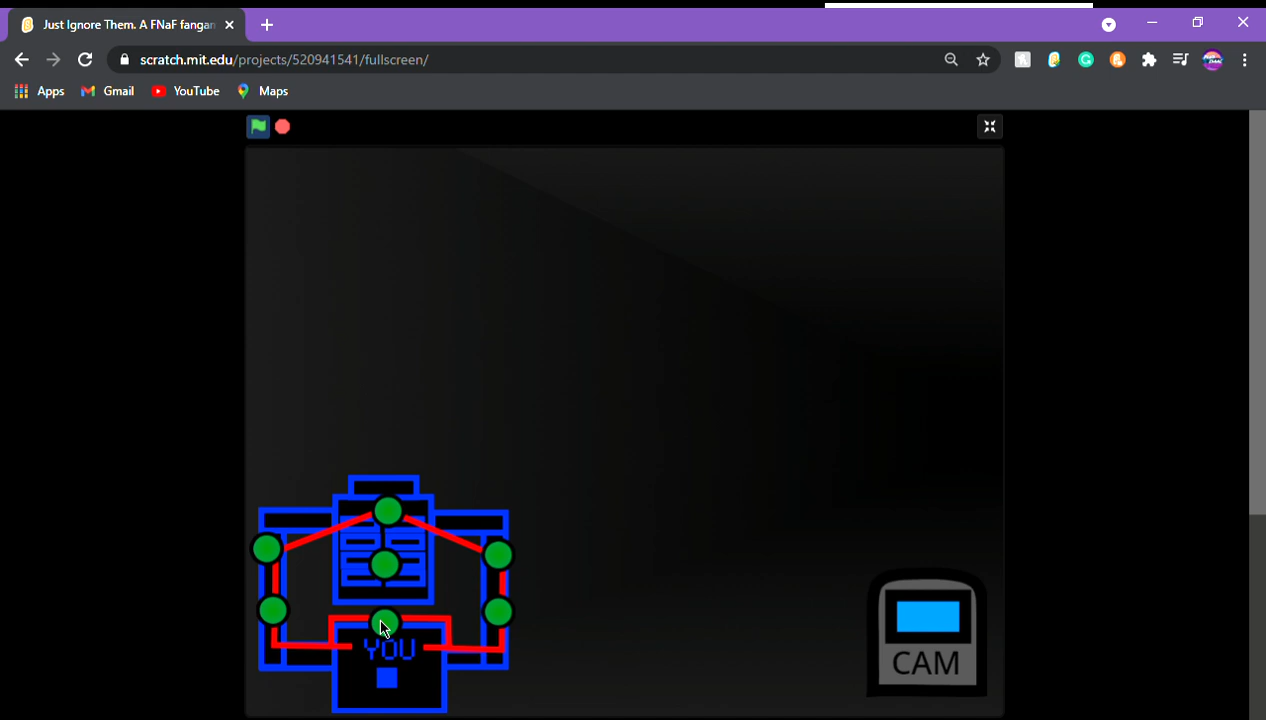 Just Ignore Them. A FNaF fangan
scratch.mit.edu/projects/520941541/fullscreen/
Apps Gmail YouTube Maps
YOU
CAM